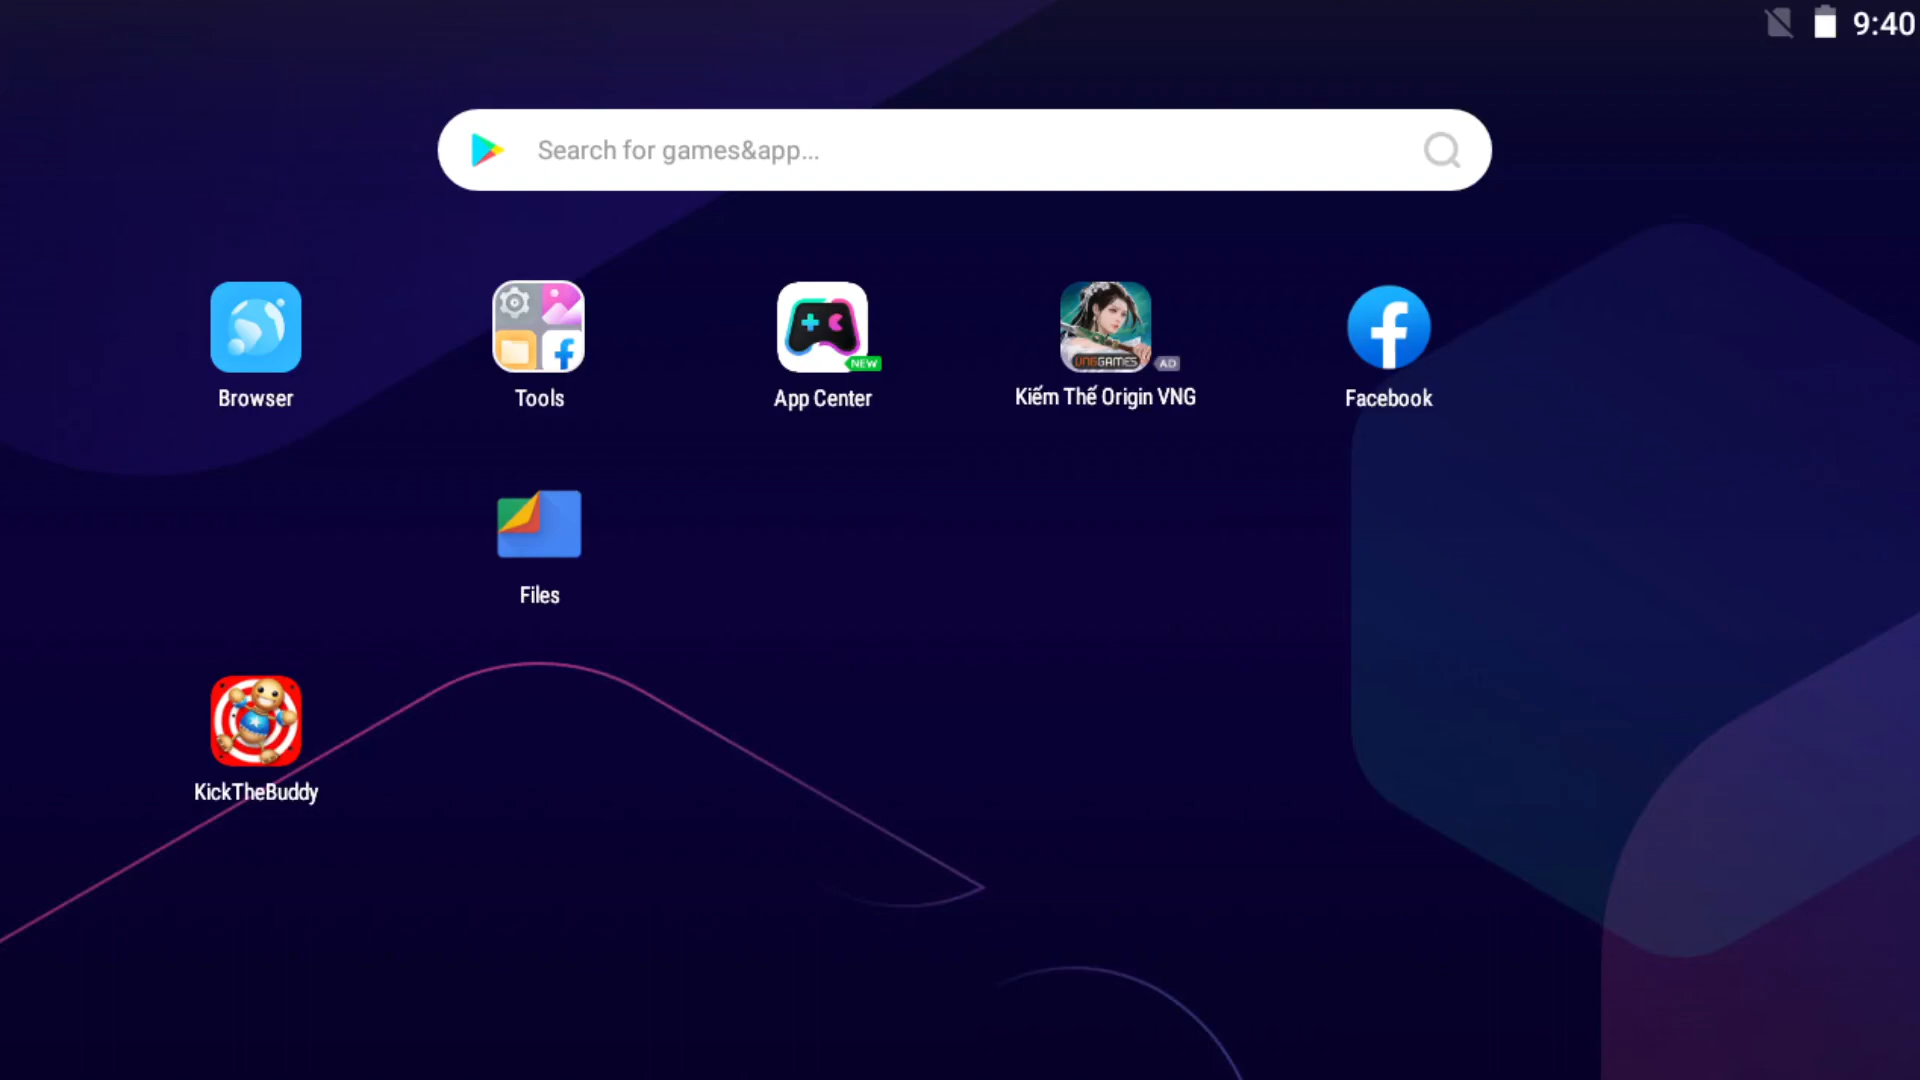 9:40
Search for games&app...
NEW
VNGGAMES
AD
Browser
Tools
App Center
Kiếm Thế Origin VNG
Facebook
Files
KickTheBuddy